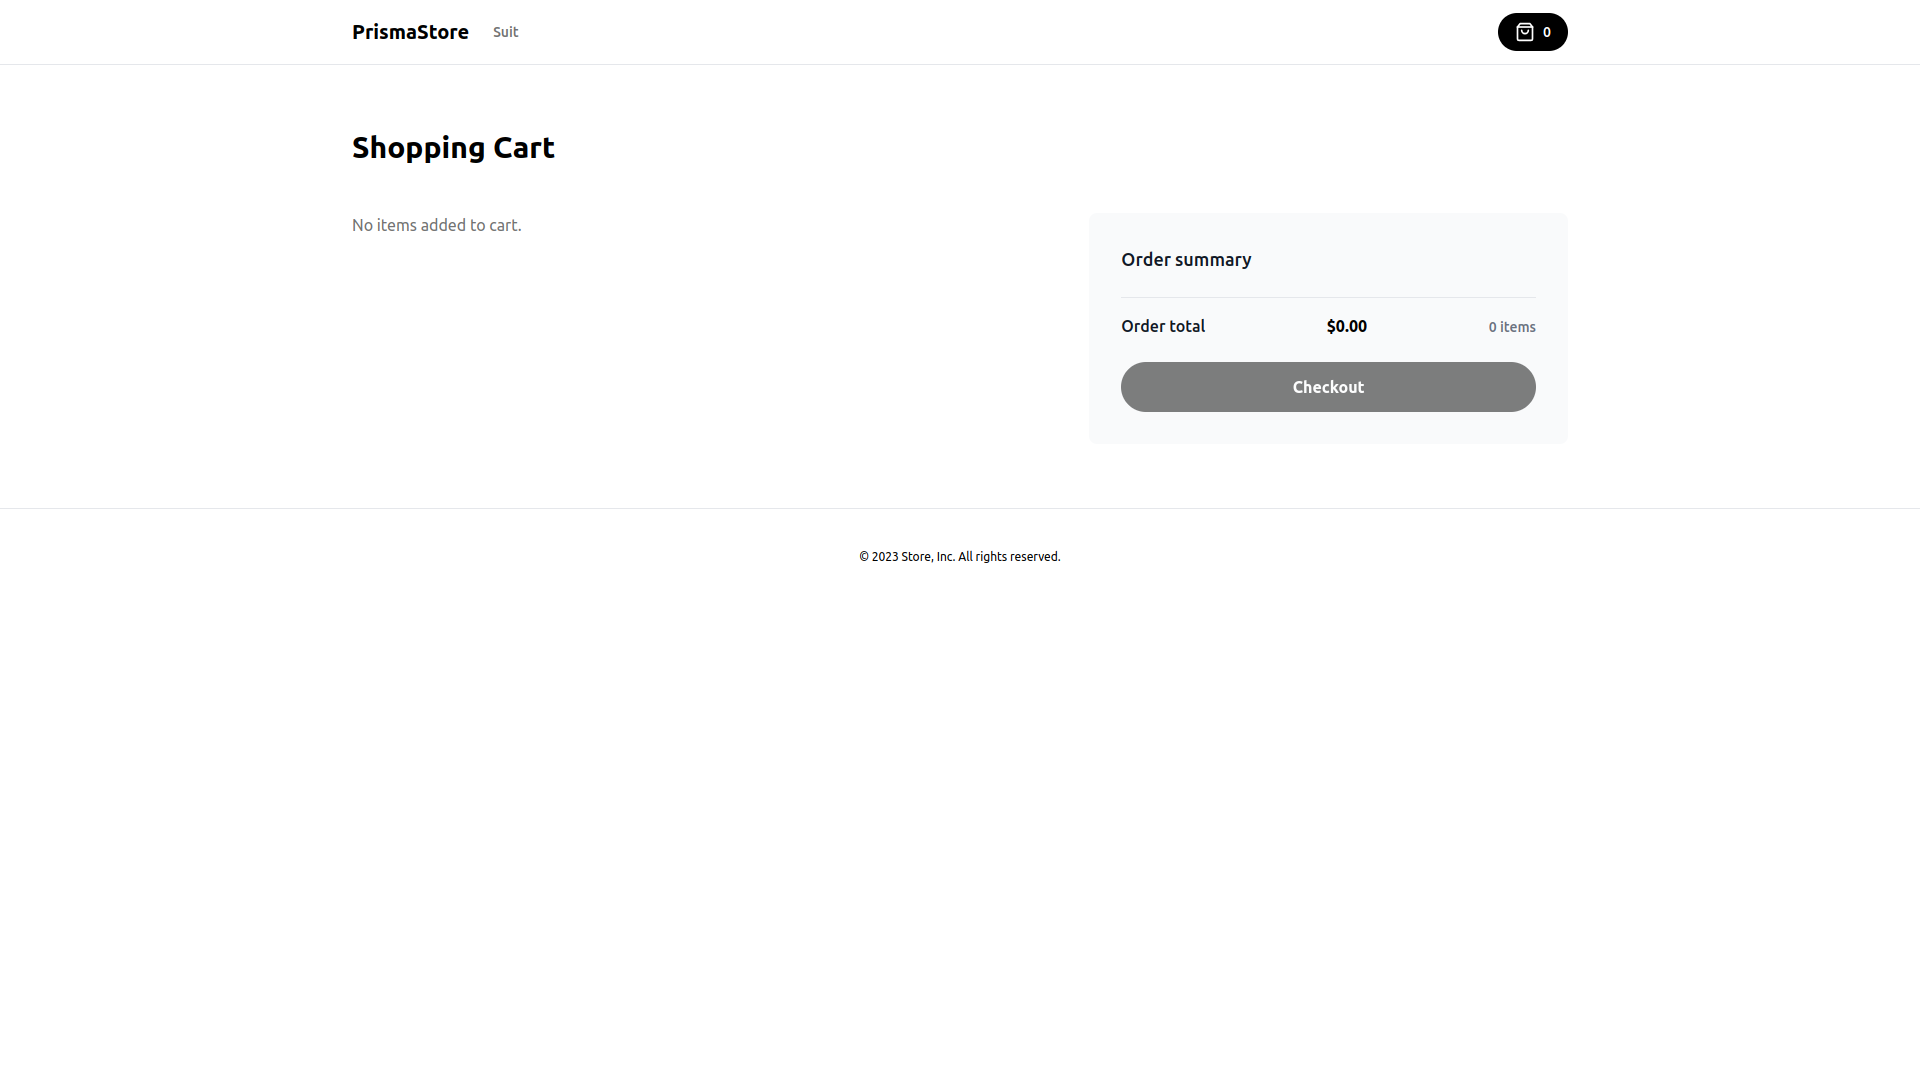 PrismaStore Suit 0
Shopping Cart
No items added to cart.
Order summary
Order total $0.00 0 items
Checkout
© 2023 Store, Inc. All rights reserved.